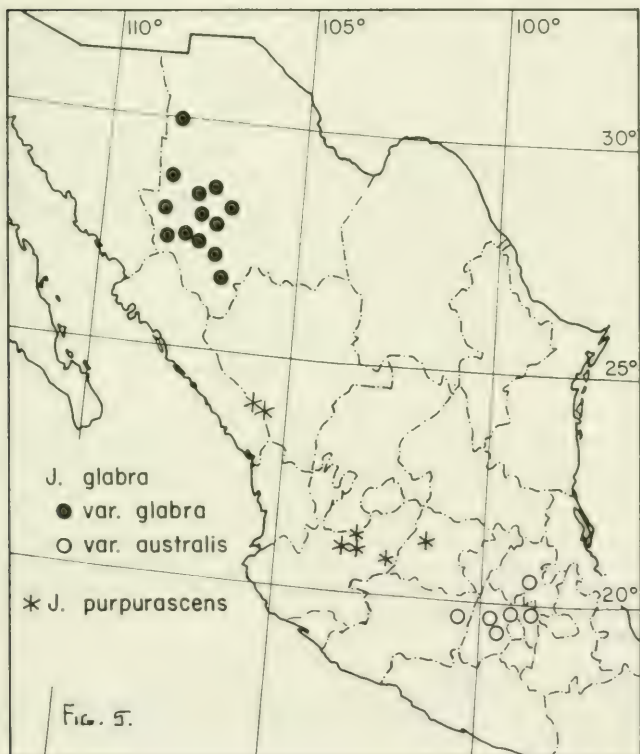 110°
105°
100°
30°
25°
J. glabra
var. glabra
var. australis
J. purpurascens
20°
Fig. 5.